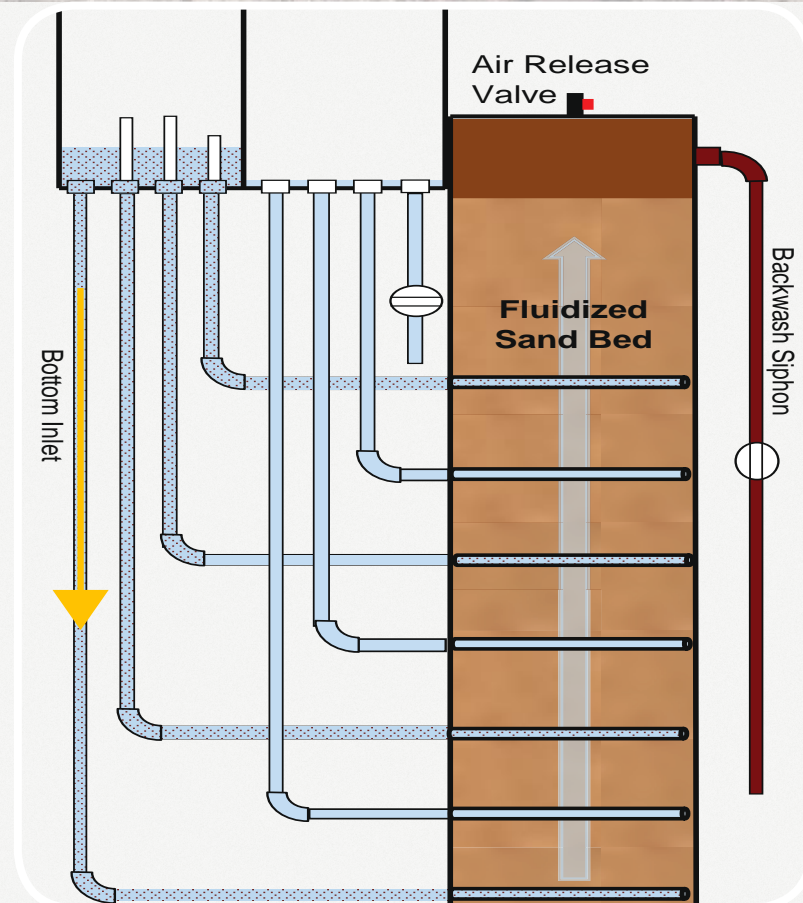 Air Release
Valve
Fluidized
Sand Bed
Bottom Inlet
Backwash Siphon